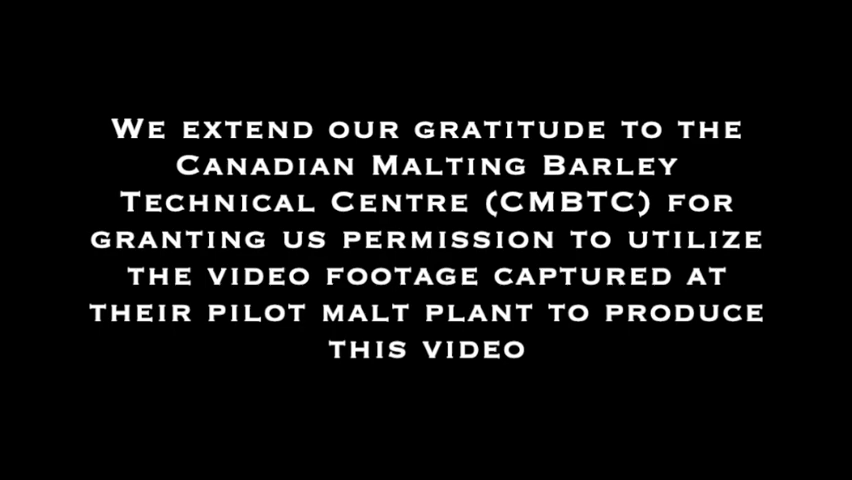 We extend our gratitude to the
Canadian Malting Barley
Technical Centre (CMBTC) for
granting us permission to utilize
the video footage captured at
their pilot malt plant to produce
this video